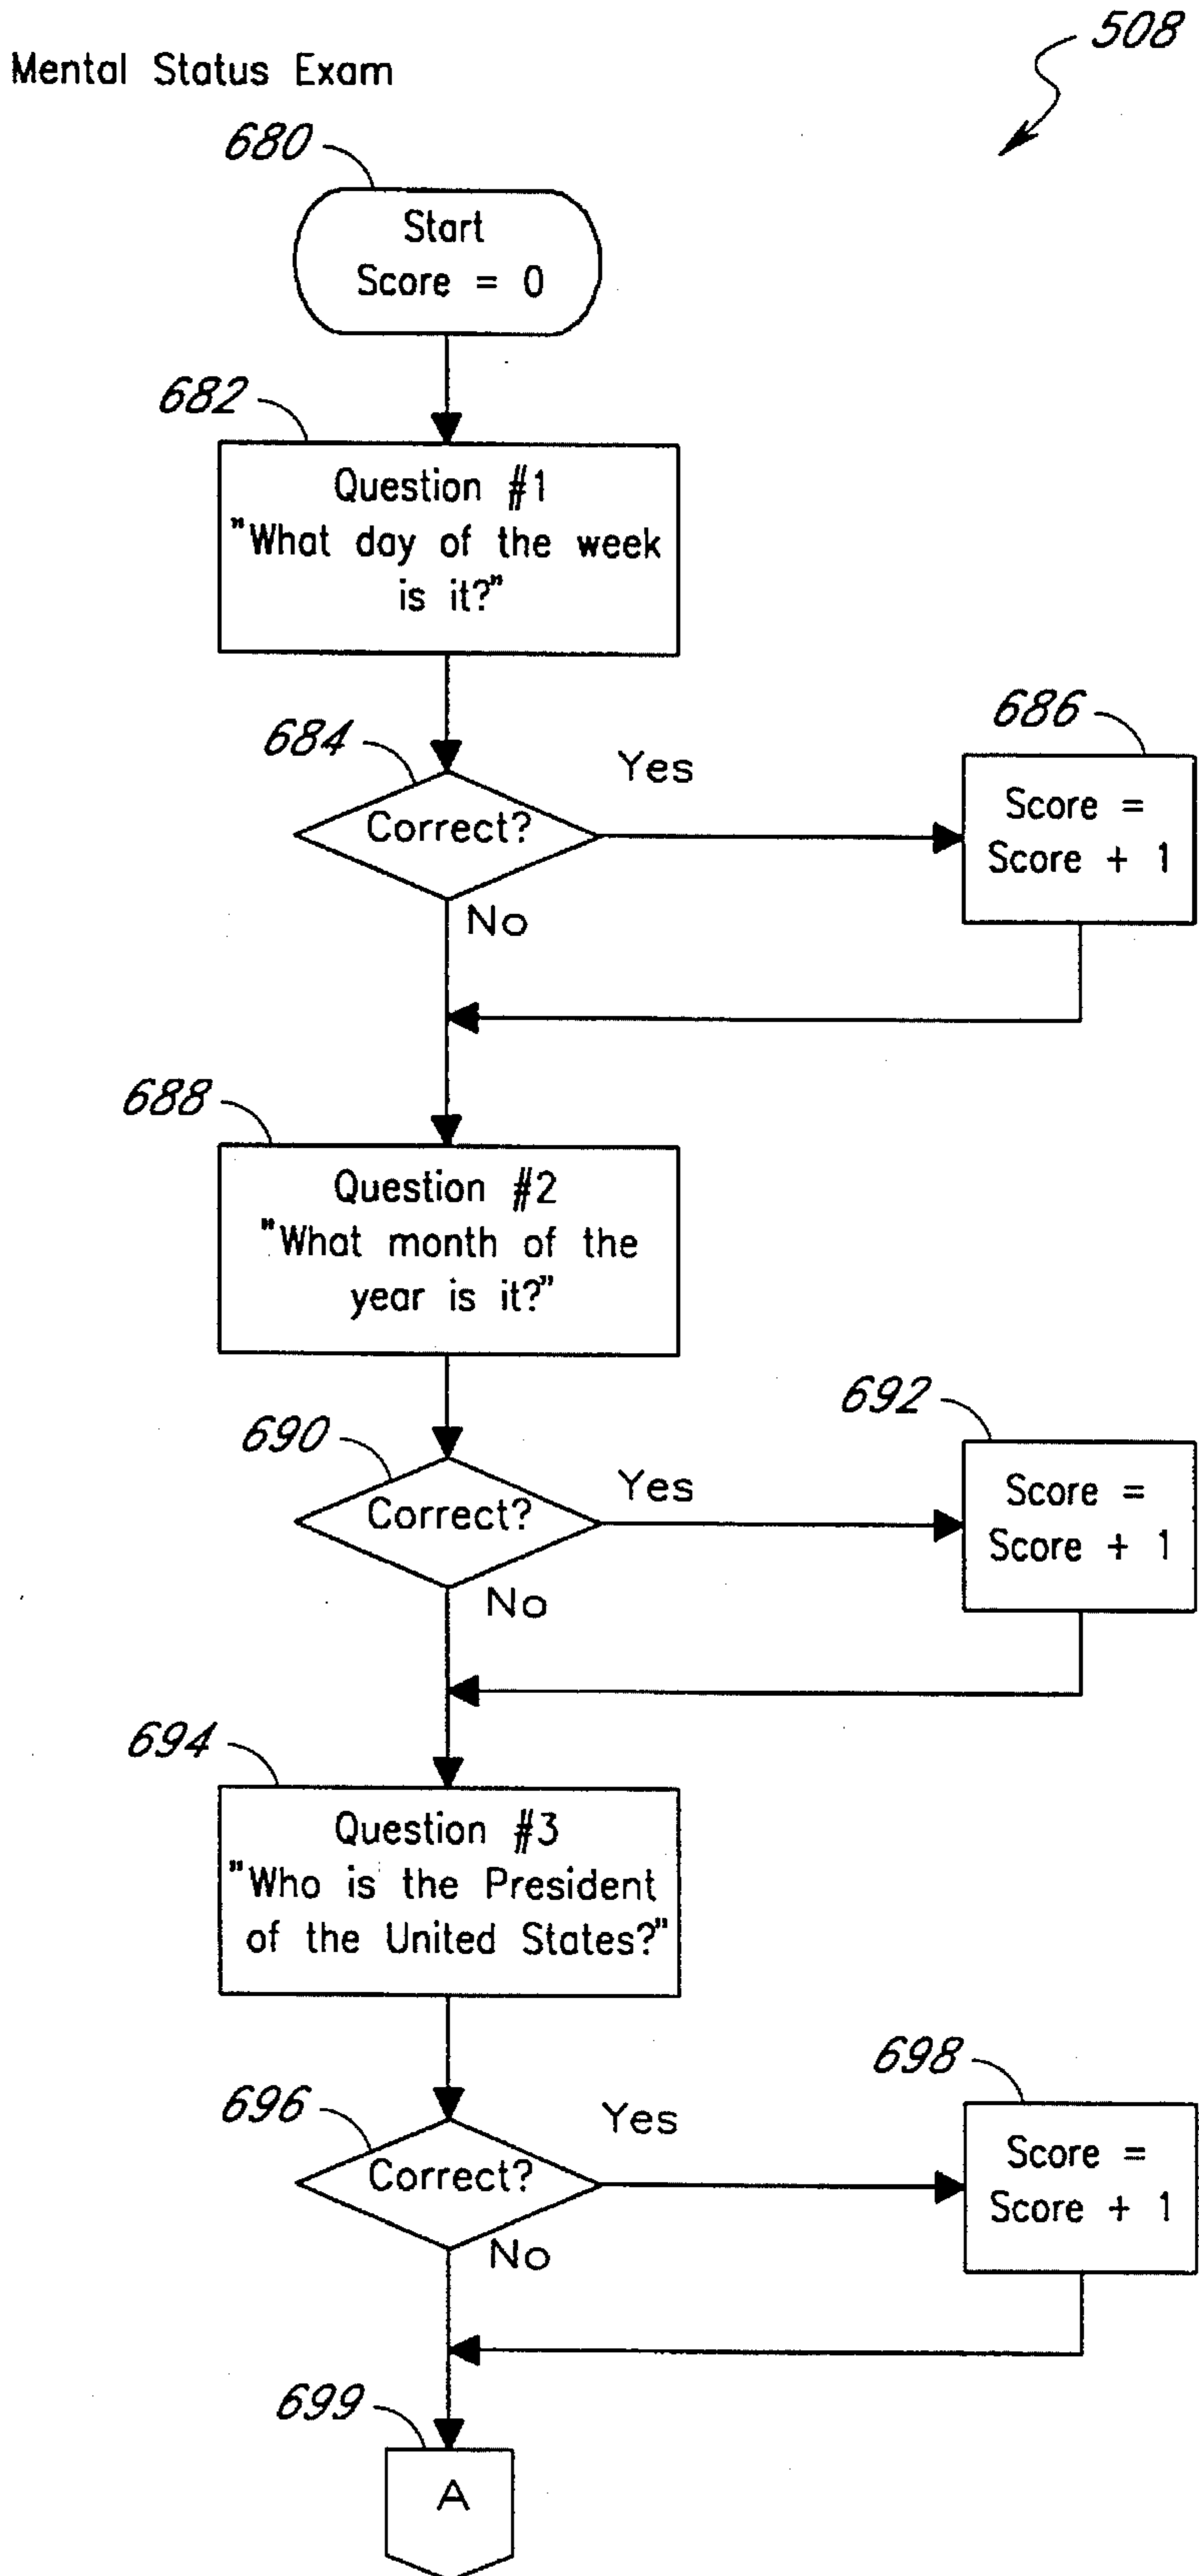 508
Mental Status Exam
680
Start
Score = 0
682
Question #1
"What day of the week
is it?"
684
Correct?
Yes
No
686
Score =
Score + 1
688
Question #2
"What month of the
year is it?"
690
Correct?
Yes
No
692
Score =
Score + 1
694
Question #3
"Who is the President
of the United States?"
696
Correct?
Yes
No
698
Score =
Score + 1
699
A